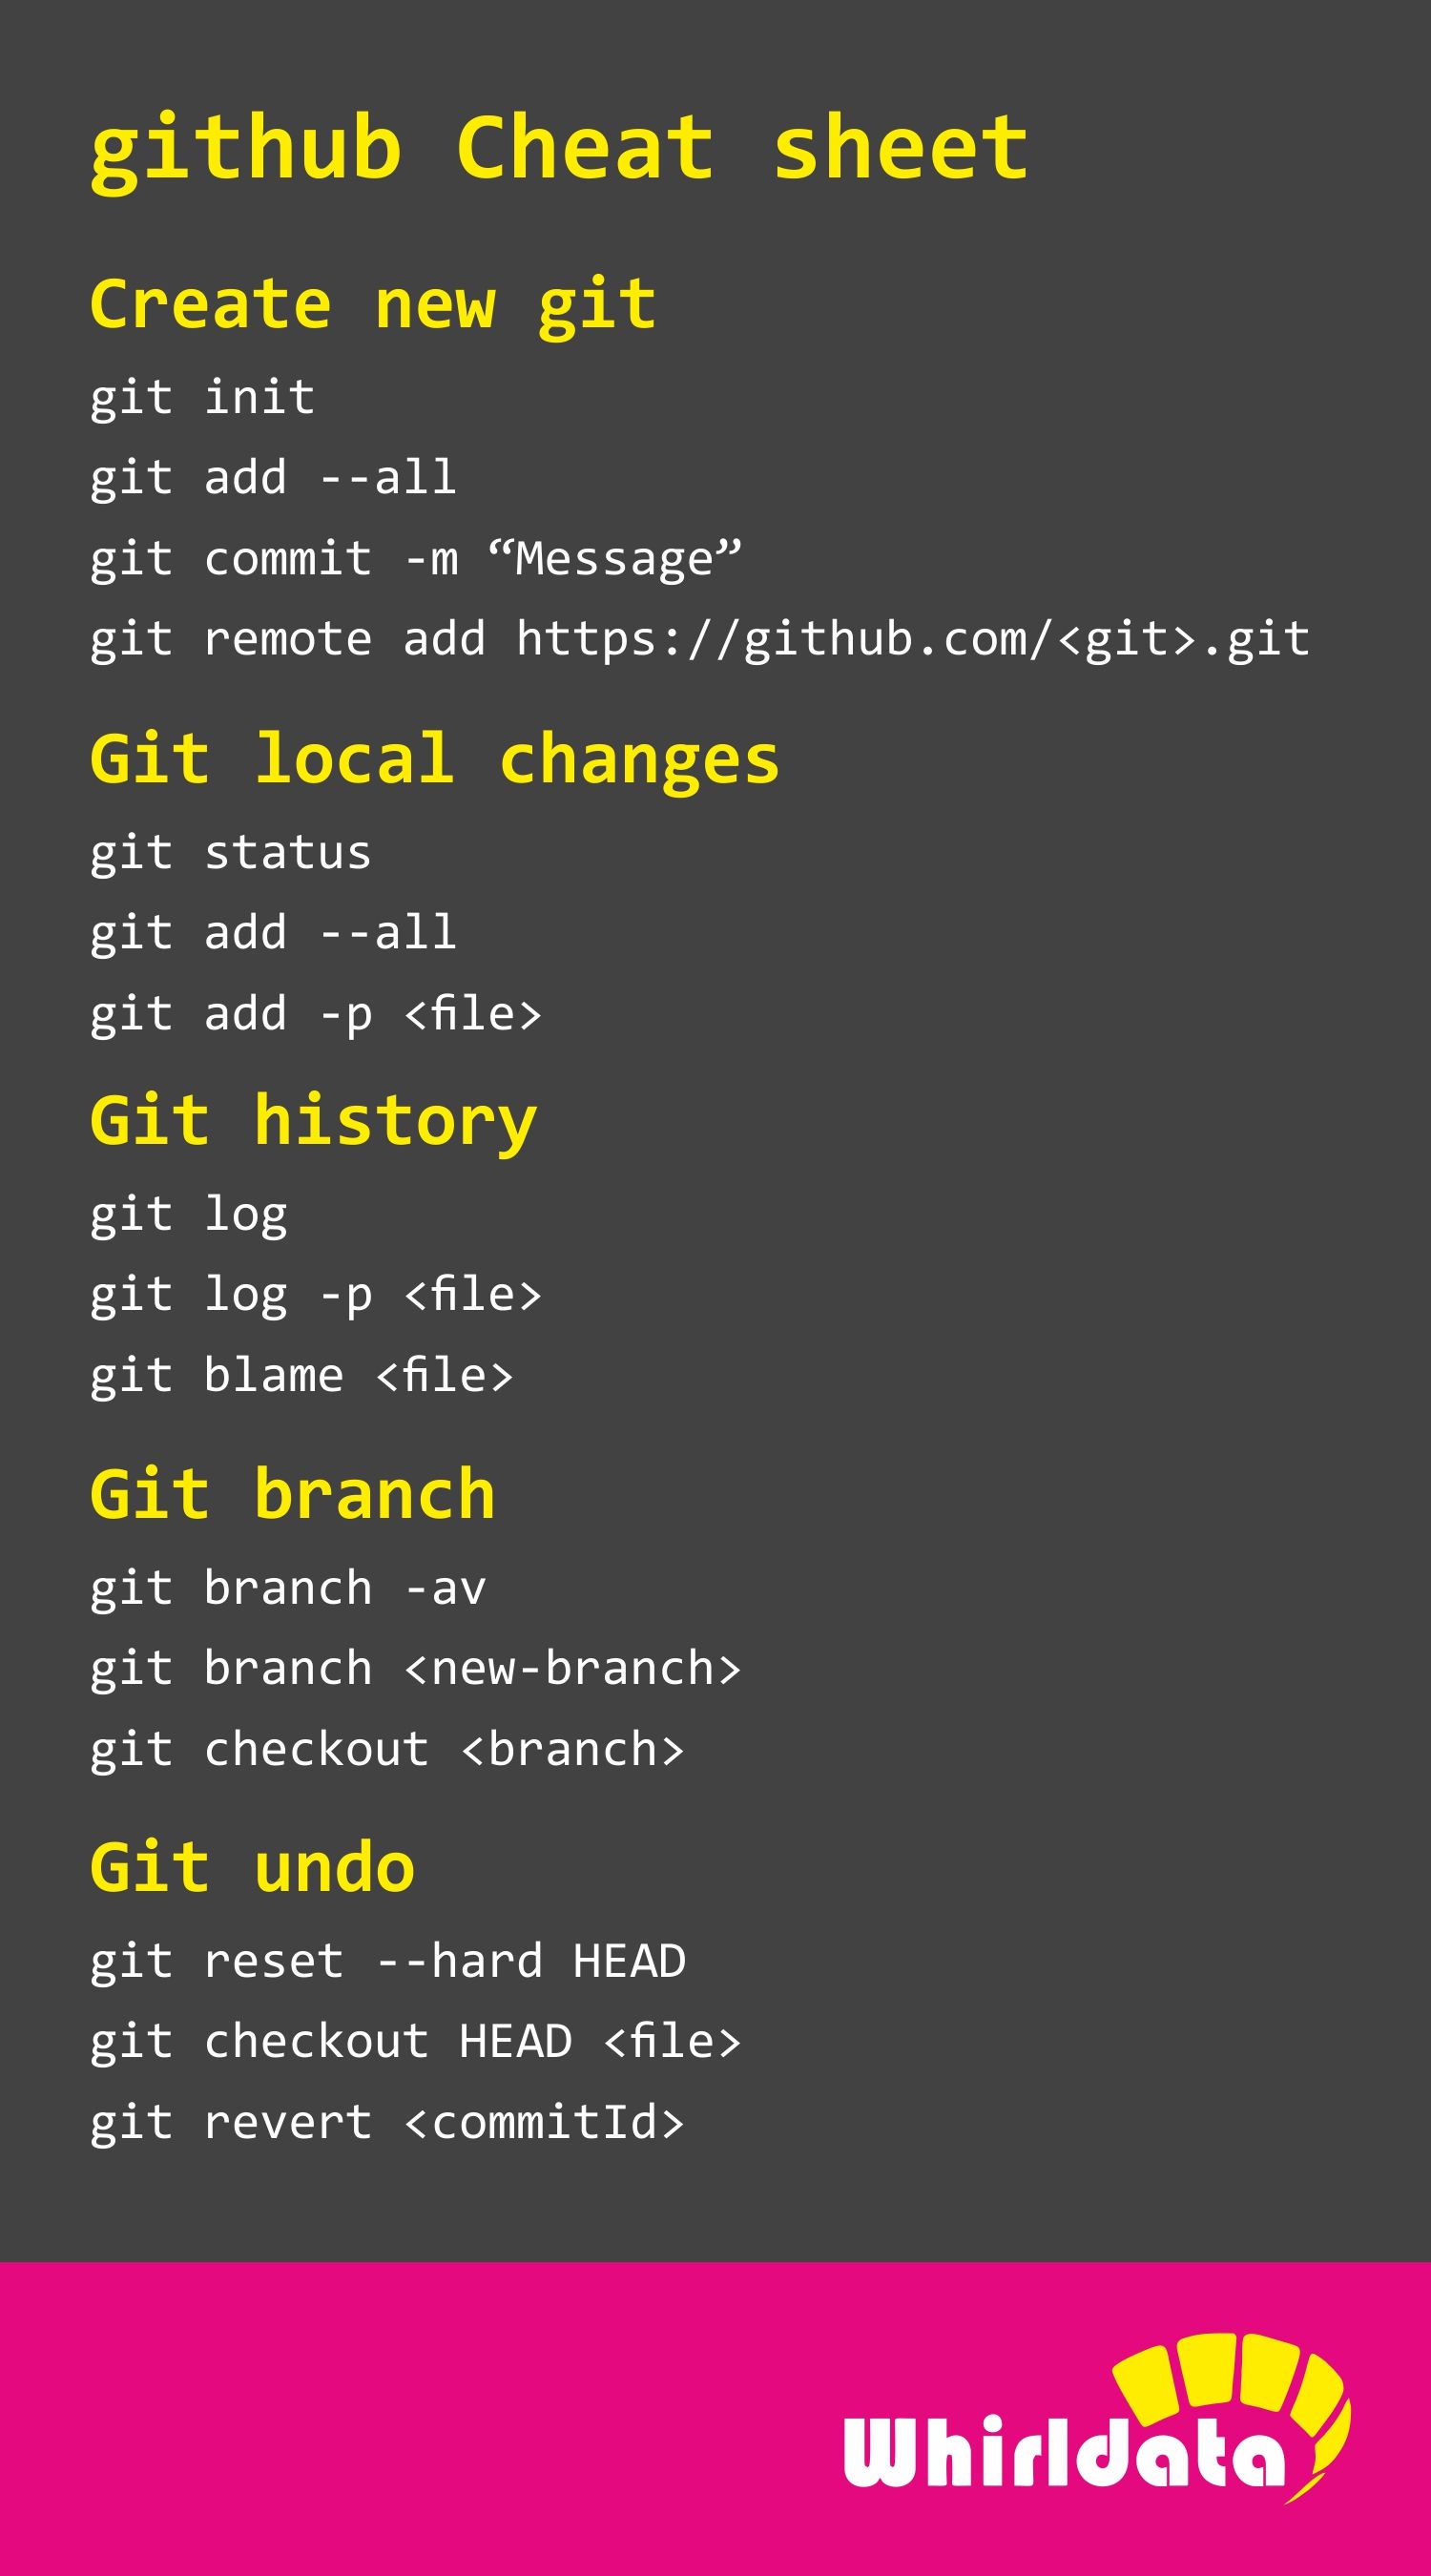 github Cheat sheet
Create new git
git init
git add --all
git commit -m “Message”
git remote add https://github.com/<git>.git
Git local changes
git status
git add --all
git add -p <file>
Git history
git log
git log -p <file>
git blame <file>
Git branch
git branch -av
git branch <new-branch>
git checkout <branch>
Git undo
git reset --hard HEAD
git checkout HEAD <file>
git revert <commitId>
Whirldata